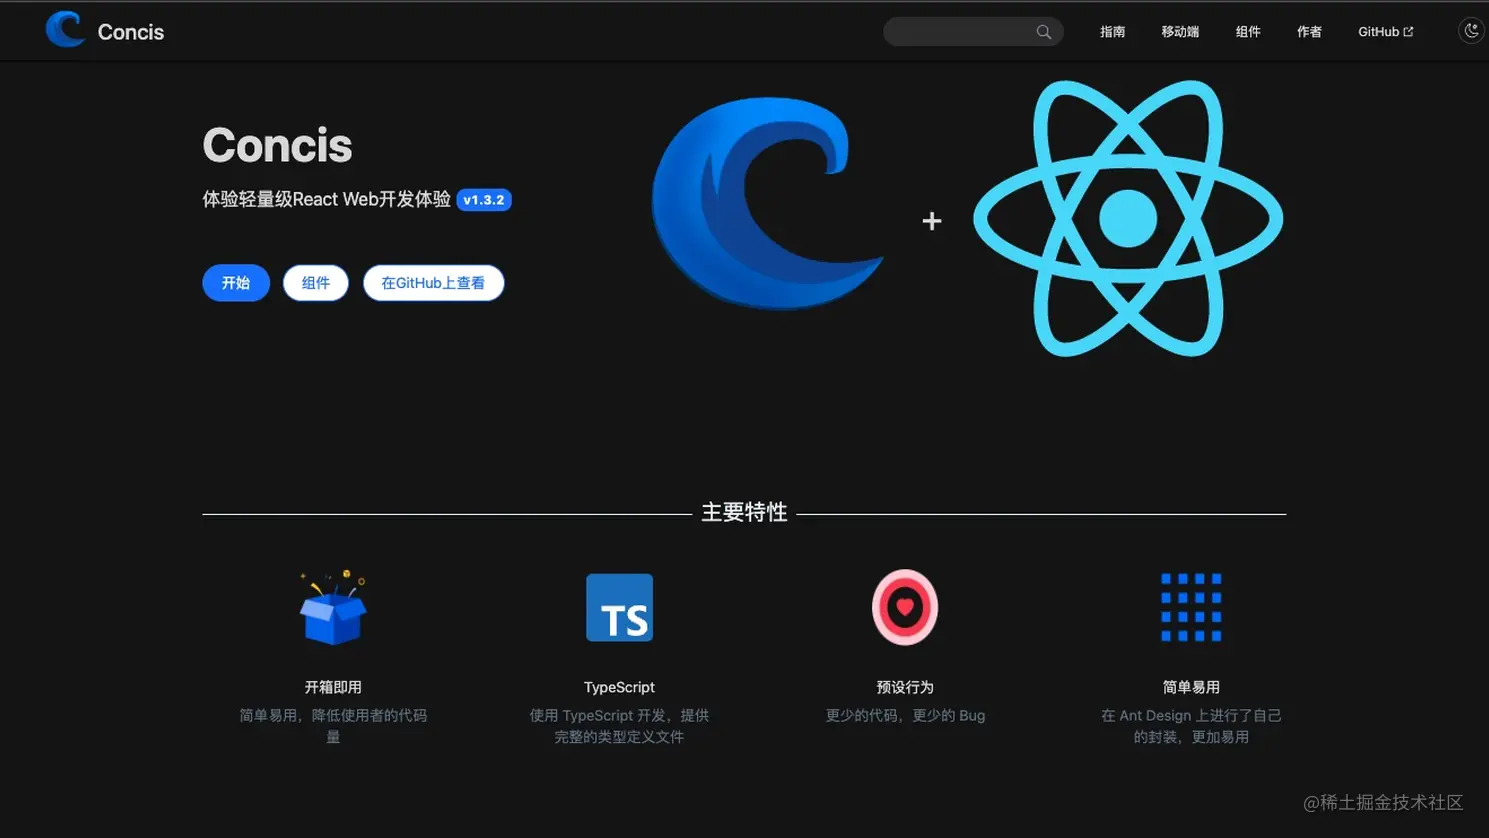 Concis
指南
移动端
组件
作者
GitHub
Concis
体验轻量级React Web开发体验 v1.3.2
开始
组件
在GitHub上查看
+
主要特性
TS
开箱即用
简单易用，降低使用者的代码
量
TypeScript
使用 TypeScript 开发，提供
完整的类型定义文件
预设行为
更少的代码，更少的 Bug
简单易用
在 Ant Design 上进行了自己
的封装，更加易用
@稀土掘金技术社区